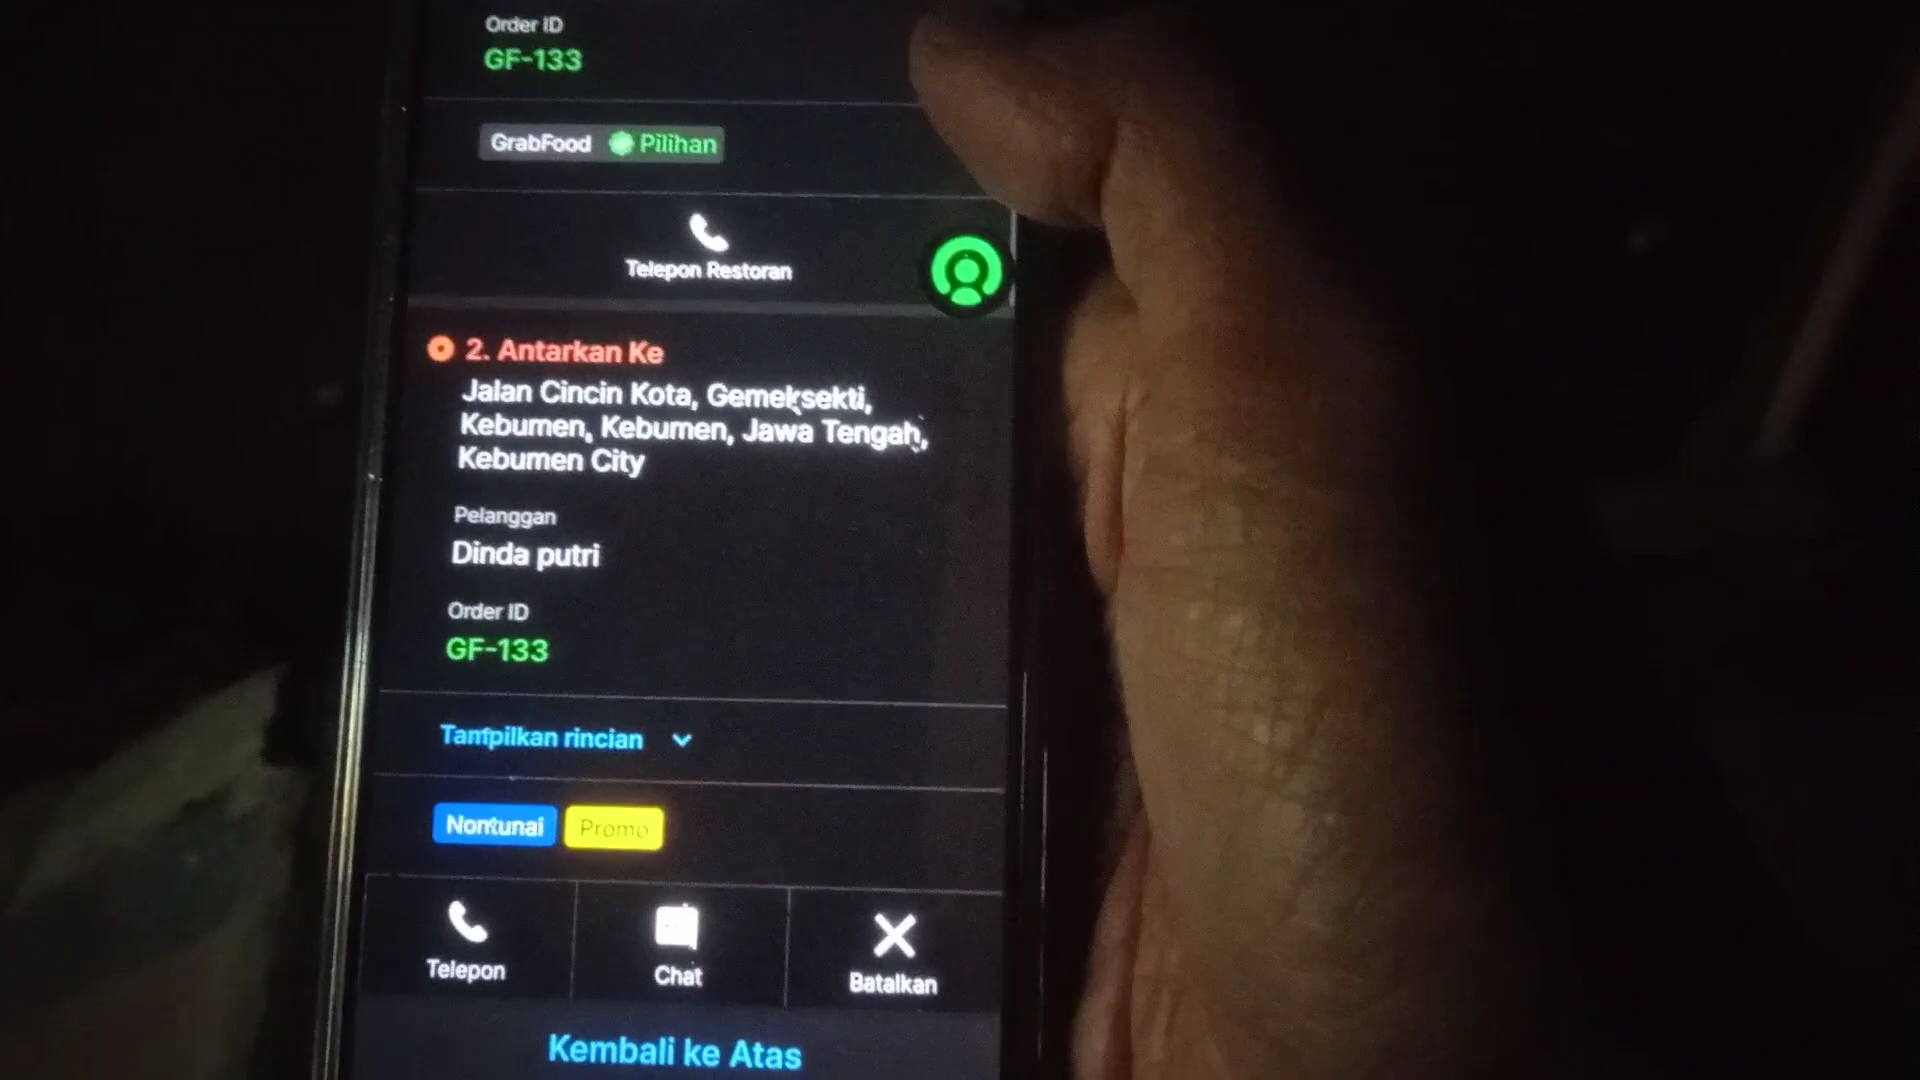 Order ID
GF-133
GrabFood Pilihan
Telepon Restoran
2. Antarkan Ke
Jalan Cincin Kota, Gemeksekti,
Kebumen, Kebumen, Jawa Tengah,
Kebumen City
Pelanggan
Dinda putri
Order ID
GF-133
Tampilkan rincian
Nontunai Promo
Telepon Chat Batalkan
Kembali ke Atas